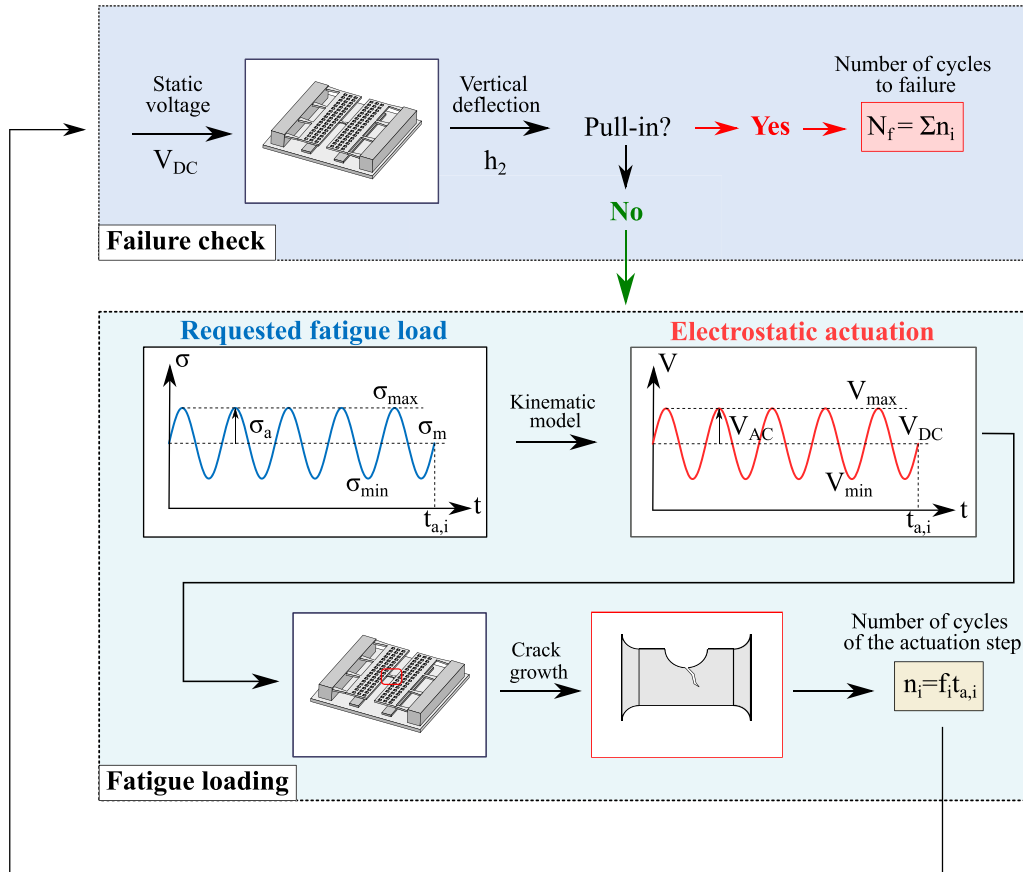 Static
voltage
V_DC
Vertical
deflection
h_2
Pull-in?
Yes
Number of cycles
to failure
N_f = Σn_i
No
Failure check
Requested fatigue load
σ
σ_max
σ_a
σ_m
σ_min
t
t_a,i
Kinematic
model
Electrostatic actuation
V
V_max
V_AC
V_DC
V_min
t
t_a,i
Crack
growth
Number of cycles
of the actuation step
n_i=f_i t_a,i
Fatigue loading